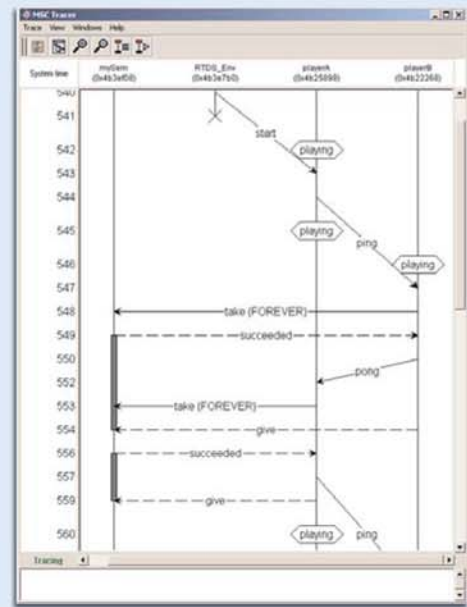 MSC Tracer
Trace View Windows Help
System time mySem RTDS_Env playerA playerB
(0x4b3ef08) (0x4b3e7b0) (0x4b25898) (0x4b22268)
540
541
start
542 playing
543
544
545 playing ping
546 playing
547
548 take (FOREVER)
549 succeeded
550
552 pong
553 take (FOREVER)
554 give
556 succeeded
557
559 give
560 playing ping
Tracing